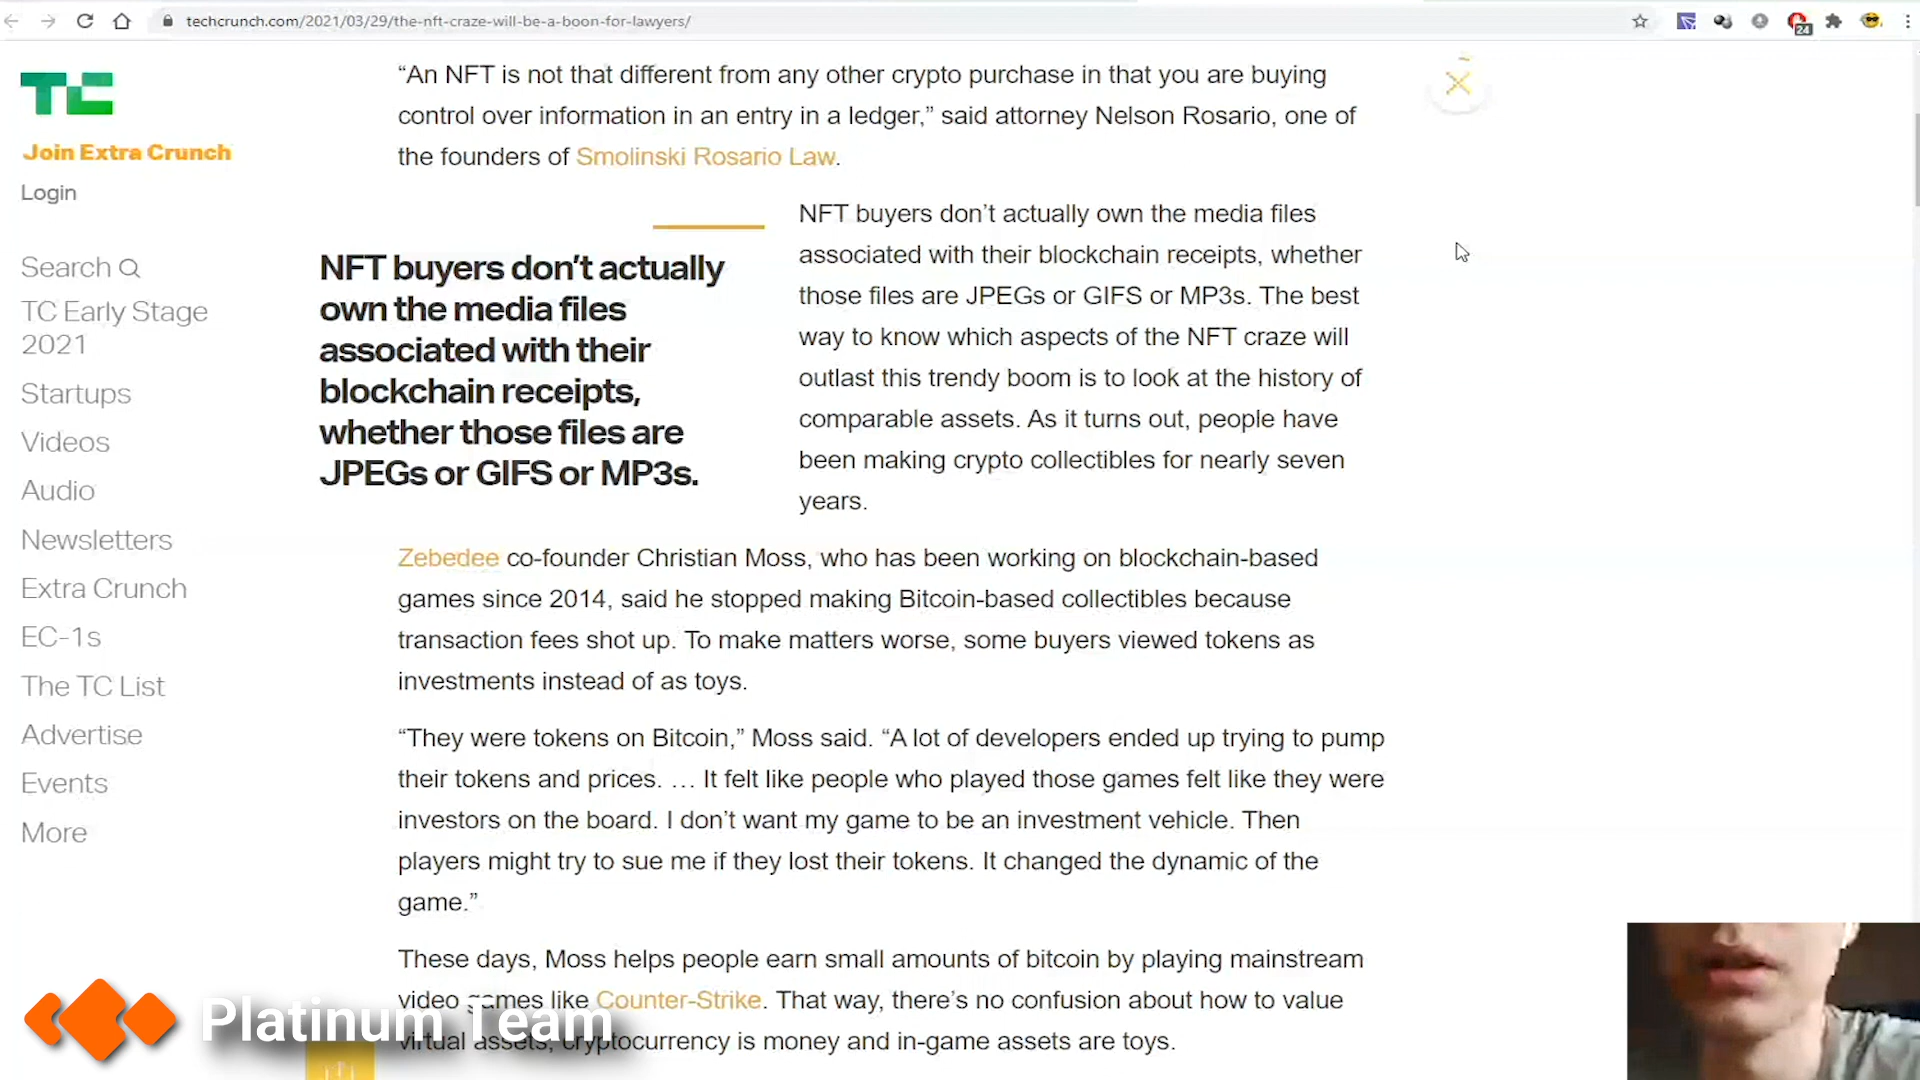 techcrunch.com/2021/03/29/the-nft-craze-will-be-a-boon-for-lawyers/
24
TC
Join Extra Crunch
Login
Search
TC Early Stage
2021
Startups
Videos
Audio
Newsletters
Extra Crunch
EC-1s
The TC List
Advertise
Events
More
“An NFT is not that different from any other crypto purchase in that you are buying
control over information in an entry in a ledger,” said attorney Nelson Rosario, one of
the founders of Smolinski Rosario Law.
NFT buyers don’t actually
own the media files
associated with their
blockchain receipts,
whether those files are
JPEGs or GIFS or MP3s.
NFT buyers don’t actually own the media files
associated with their blockchain receipts, whether
those files are JPEGs or GIFS or MP3s. The best
way to know which aspects of the NFT craze will
outlast this trendy boom is to look at the history of
comparable assets. As it turns out, people have
been making crypto collectibles for nearly seven
years.
Zebedee co-founder Christian Moss, who has been working on blockchain-based
games since 2014, said he stopped making Bitcoin-based collectibles because
transaction fees shot up. To make matters worse, some buyers viewed tokens as
investments instead of as toys.
“They were tokens on Bitcoin,” Moss said. “A lot of developers ended up trying to pump
their tokens and prices. … It felt like people who played those games felt like they were
investors on the board. I don’t want my game to be an investment vehicle. Then
players might try to sue me if they lost their tokens. It changed the dynamic of the
game.”
These days, Moss helps people earn small amounts of bitcoin by playing mainstream
video games like Counter-Strike. That way, there’s no confusion about how to value
virtual assets; cryptocurrency is money and in-game assets are toys.
Platinum Team